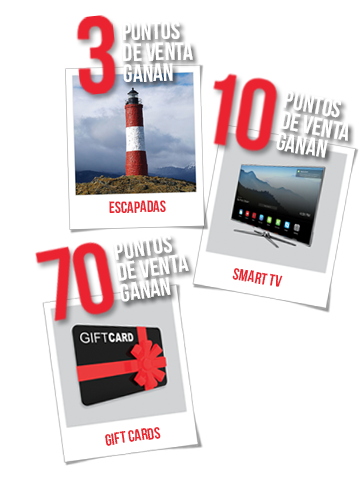 3 PUNTOS
DE VENTA
GANAN
ESCAPADAS
10 PUNTOS
DE VENTA
GANAN
SMART TV
70 PUNTOS
DE VENTA
GANAN
GIFTCARD
GIFT CARDS